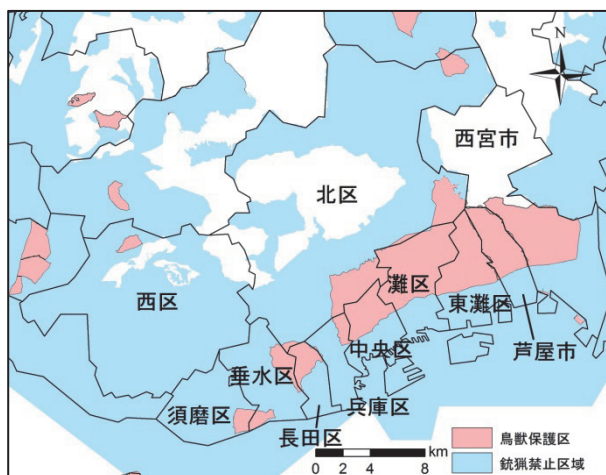 N
西宮市
北区
灘区
西区
東灘区
中央区
芦屋市
垂水区
兵庫区
須磨区
長田区
km
0 2 4 8
鳥獣保護区
銃猟禁止区域